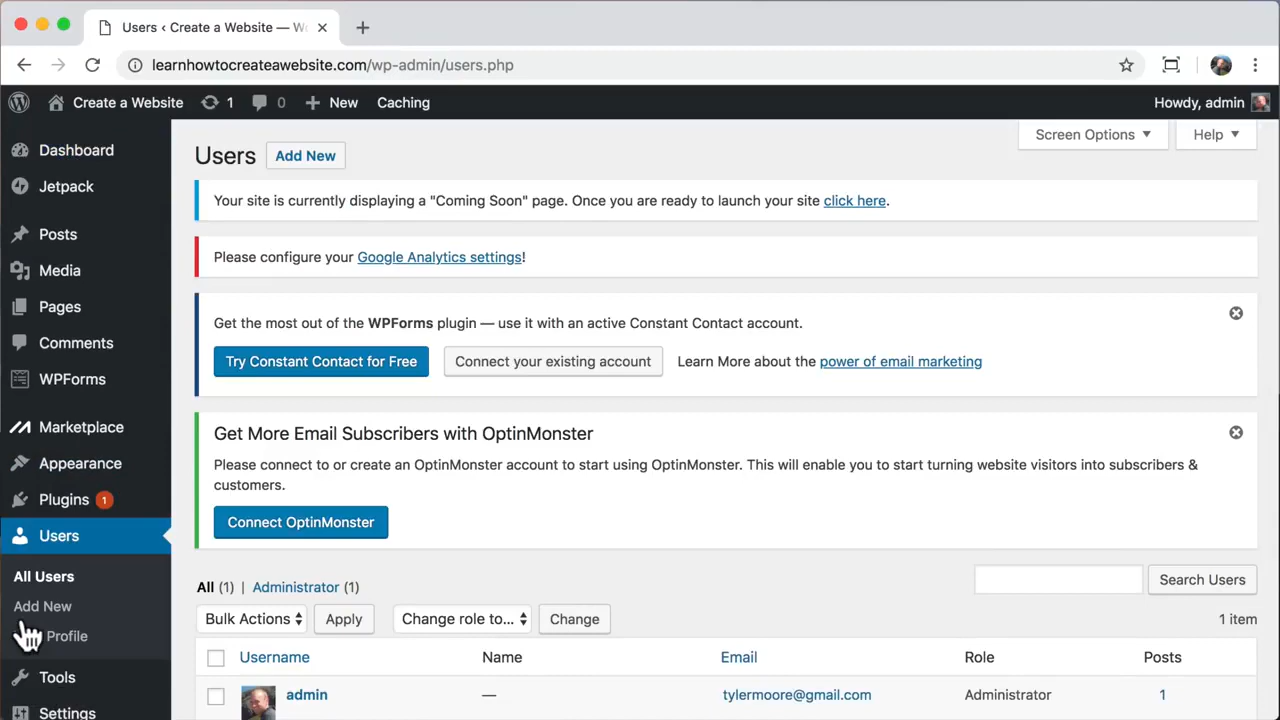 Users ‹ Create a Website — W
learnhowtocreateawebsite.com/wp-admin/users.php
Create a Website 1 0 New Caching Howdy, admin
Dashboard
Jetpack
Posts
Media
Pages
Comments
WPForms
Marketplace
Appearance
Plugins 1
Users
All Users
Add New
Profile
Tools
Settings
Screen Options Help
Users Add New
Your site is currently displaying a "Coming Soon" page. Once you are ready to launch your site click here.
Please configure your Google Analytics settings!
Get the most out of the WPForms plugin — use it with an active Constant Contact account.
Try Constant Contact for Free Connect your existing account Learn More about the power of email marketing
Get More Email Subscribers with OptinMonster
Please connect to or create an OptinMonster account to start using OptinMonster. This will enable you to start turning website visitors into subscribers &
customers.
Connect OptinMonster
All (1) | Administrator (1)
Search Users
Bulk Actions Apply Change role to... Change 1 item
Username Name Email Role Posts
admin — tylermoore@gmail.com Administrator 1